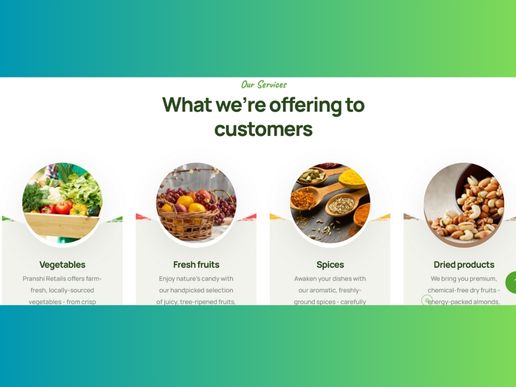 Our Services
What we're offering to
customers
Vegetables
Pranshi Retails offers farm-
fresh, locally-sourced
vegetables - from crisp
Fresh fruits
Enjoy nature's candy with
our handpicked selection
of juicy, tree-ripened fruits,
Spices
Awaken your dishes with
our aromatic, freshly-
ground spices - carefully
Dried products
We bring you premium,
chemical-free dry fruits -
energy-packed almonds,